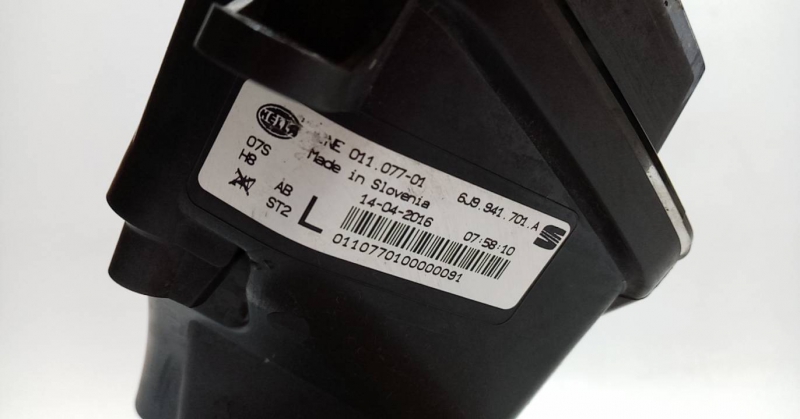 HELLA
1NE 011.077-01
Made in Slovenia
07S
H8
AB
ST2
L
14-04-2016
6J9.941.701.A
07:58:10
0110770100000091